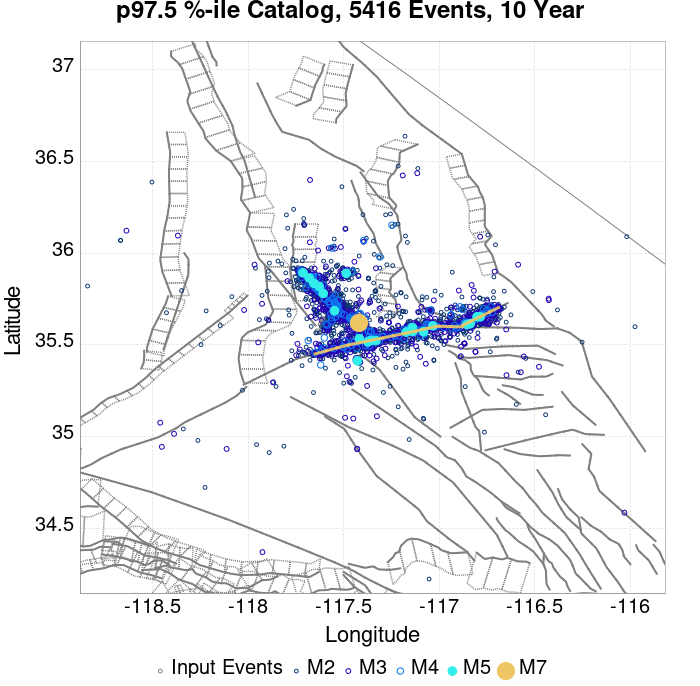 p97.5 %-ile Catalog, 5416 Events, 10 Year
37
36.5
36
35.5
35
34.5
Latitude
-118.5 -118 -117.5 -117 -116.5 -116
Longitude
Input Events M2 M3 M4 M5 M7